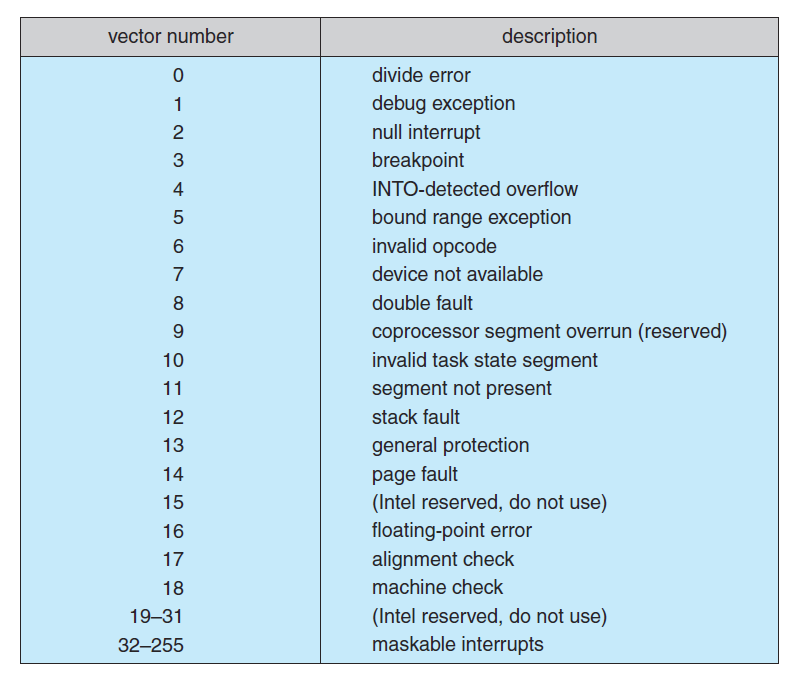 vector number description
0 divide error
1 debug exception
2 null interrupt
3 breakpoint
4 INTO-detected overflow
5 bound range exception
6 invalid opcode
7 device not available
8 double fault
9 coprocessor segment overrun (reserved)
10 invalid task state segment
11 segment not present
12 stack fault
13 general protection
14 page fault
15 (Intel reserved, do not use)
16 floating-point error
17 alignment check
18 machine check
19–31 (Intel reserved, do not use)
32–255 maskable interrupts